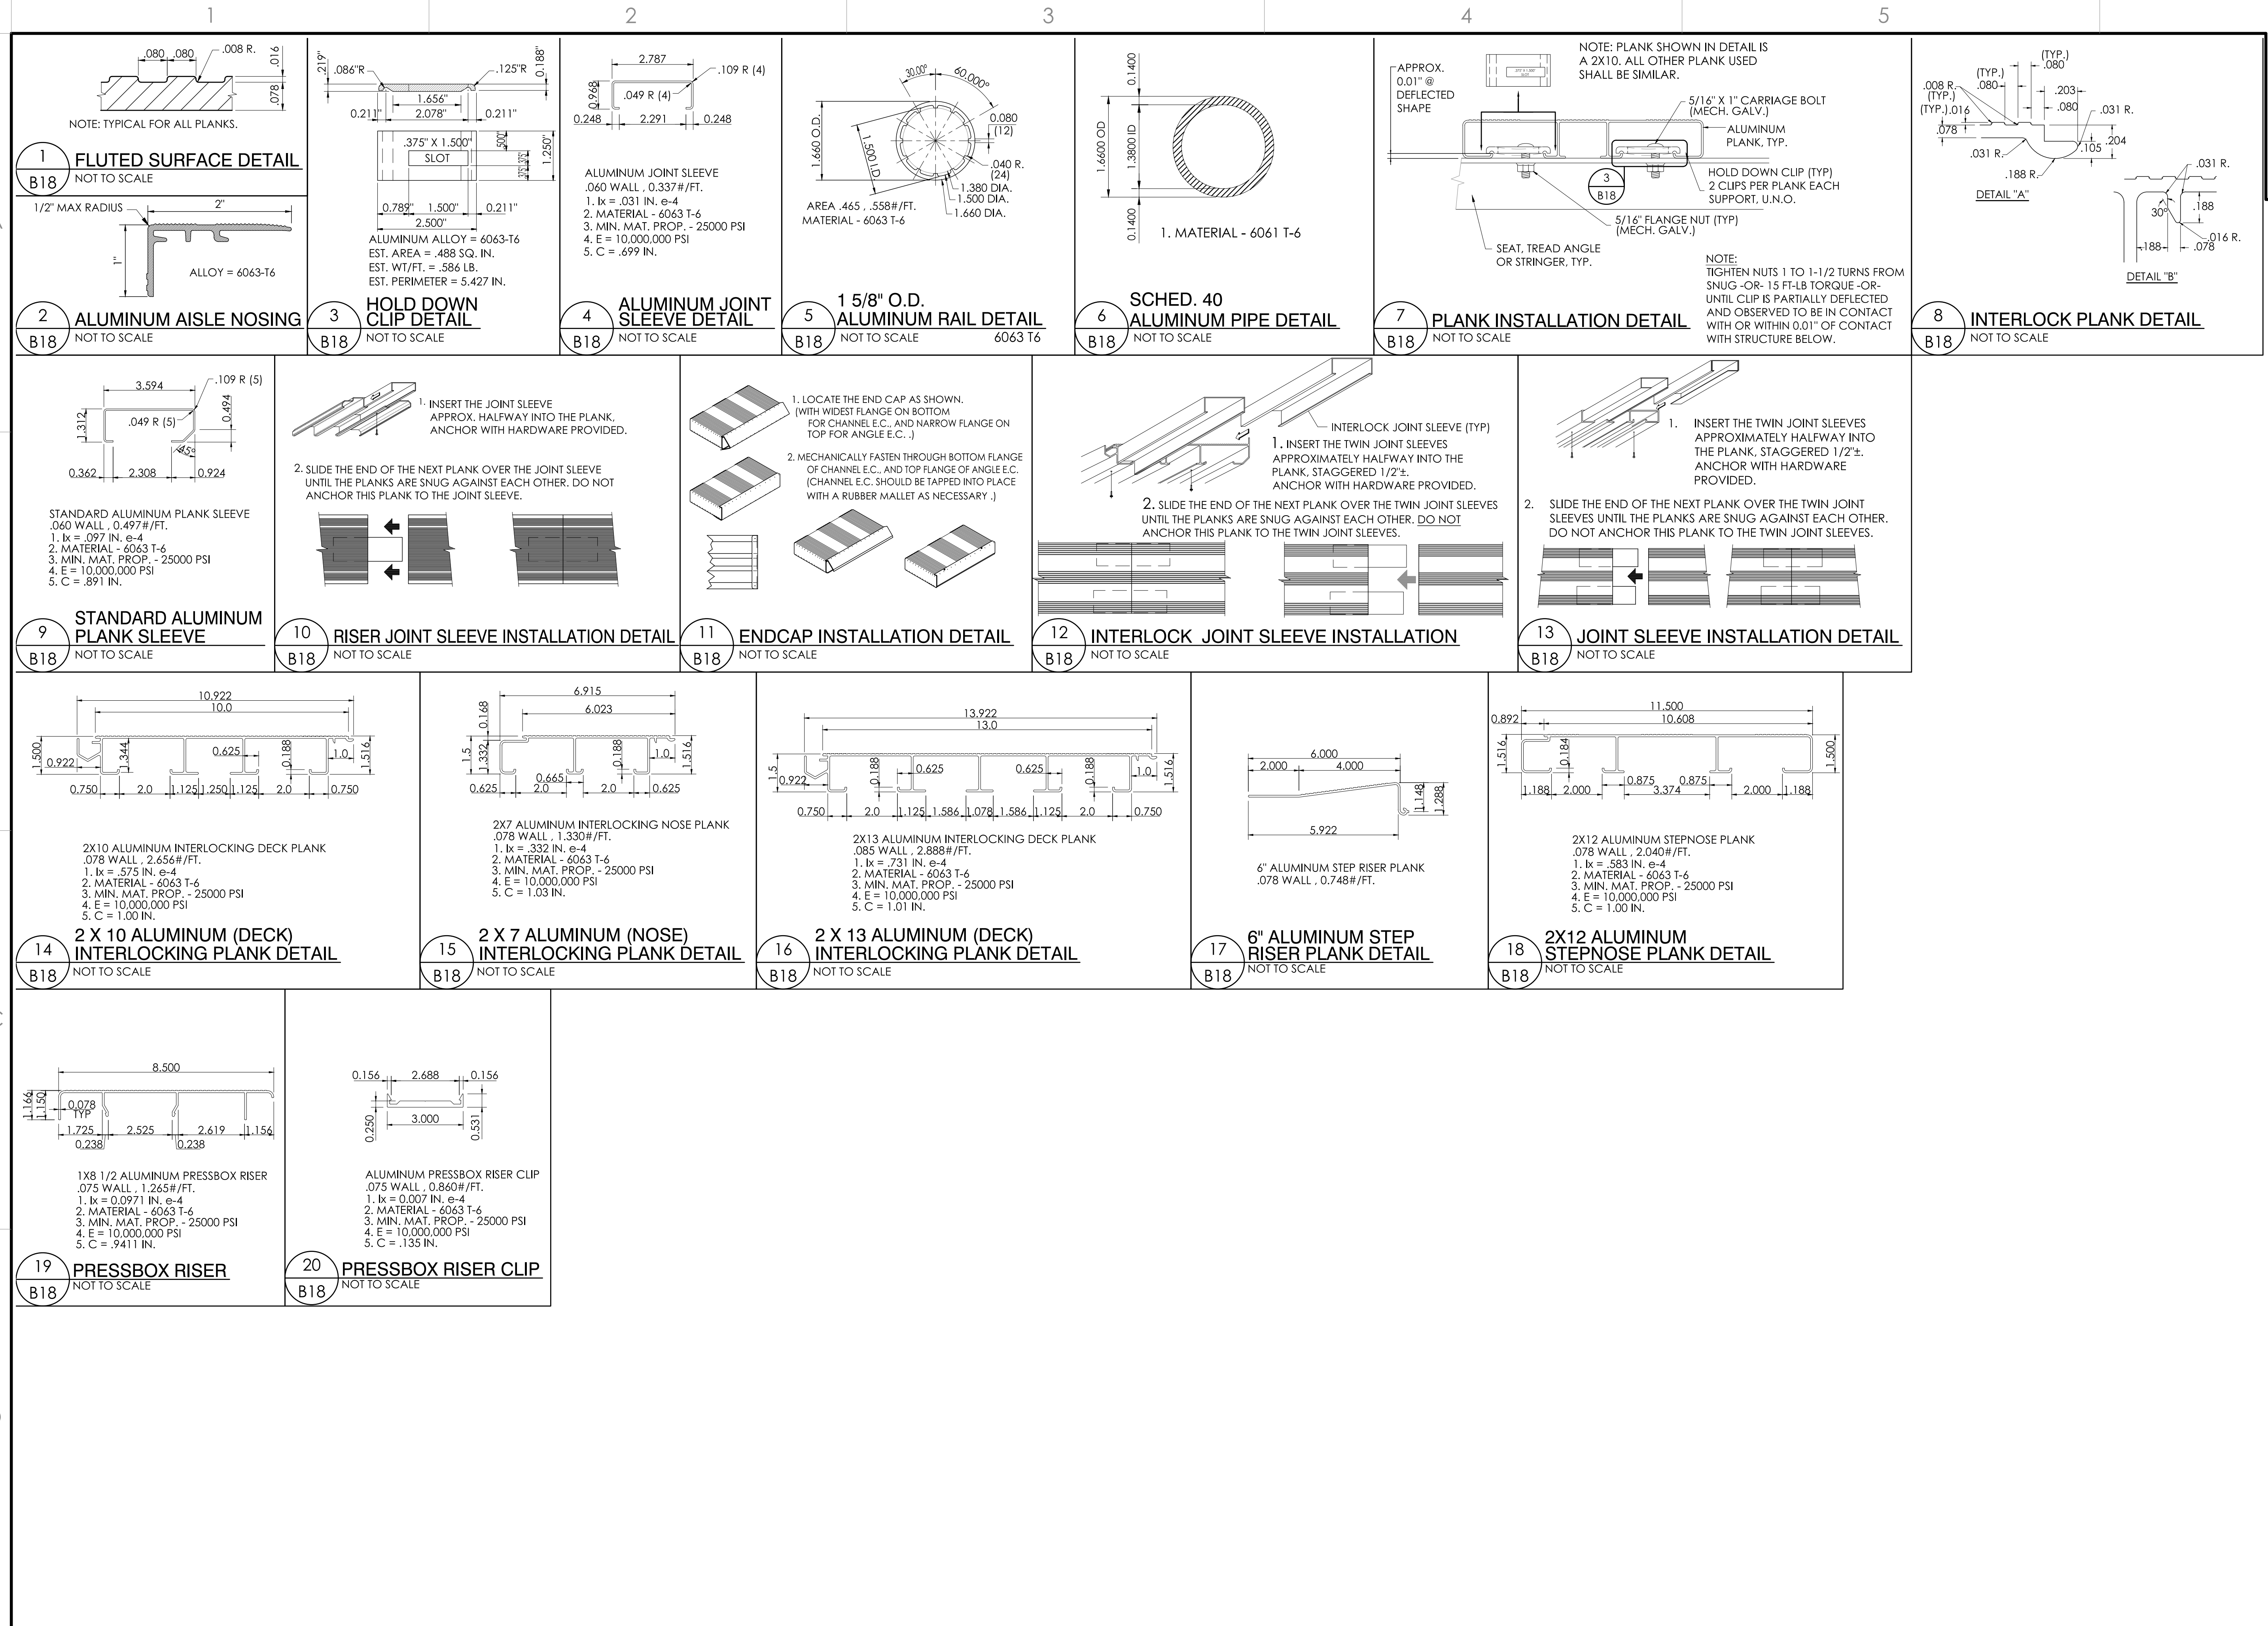 1
2
3
4
5
.080
.080
.008 R.
.016
.078
NOTE: TYPICAL FOR ALL PLANKS.
1
B18
FLUTED SURFACE DETAIL
NOT TO SCALE
1/2" MAX RADIUS
2"
1"
ALLOY = 6063-T6
2
B18
ALUMINUM AISLE NOSING
NOT TO SCALE
.219"
.086"R
.125"R
0.188"
1.656"
0.211"
2.078"
0.211"
.375" X 1.500"
SLOT
.500"
.375"
.375"
1.250"
0.789"
1.500"
0.211"
2.500"
ALUMINUM ALLOY = 6063-T6
EST. AREA = .488 SQ. IN.
EST. WT/FT. = .586 LB.
EST. PERIMETER = 5.427 IN.
3
B18
HOLD DOWN
CLIP DETAIL
NOT TO SCALE
2.787
.109 R (4)
.049 R (4)
0.968
0.248
2.291
0.248
ALUMINUM JOINT SLEEVE
.060 WALL , 0.337#/FT.
1. Ix = .031 IN. e-4
2. MATERIAL - 6063 T-6
3. MIN. MAT. PROP. - 25000 PSI
4. E = 10,000,000 PSI
5. C = .699 IN.
4
B18
ALUMINUM JOINT
SLEEVE DETAIL
NOT TO SCALE
30.00°
60.000°
1.660 O.D.
1.500 I.D.
0.080
(12)
.040 R.
(24)
1.380 DIA.
1.500 DIA.
1.660 DIA.
AREA .465 , .558#/FT.
MATERIAL - 6063 T-6
5
B18
1 5/8" O.D.
ALUMINUM RAIL DETAIL
NOT TO SCALE
6063 T6
0.1400
1.6600 OD
1.3800 ID
0.1400
1. MATERIAL - 6061 T-6
6
B18
SCHED. 40
ALUMINUM PIPE DETAIL
NOT TO SCALE
NOTE: PLANK SHOWN IN DETAIL IS
A 2X10. ALL OTHER PLANK USED
SHALL BE SIMILAR.
APPROX.
0.01" @
DEFLECTED
SHAPE
SLOT
5/16" X 1" CARRIAGE BOLT
(MECH. GALV.)
ALUMINUM
PLANK, TYP.
HOLD DOWN CLIP (TYP)
2 CLIPS PER PLANK EACH
SUPPORT, U.N.O.
3
B18
5/16" FLANGE NUT (TYP)
(MECH. GALV.)
SEAT, TREAD ANGLE
OR STRINGER, TYP.
NOTE:
TIGHTEN NUTS 1 TO 1-1/2 TURNS FROM
SNUG -OR- 15 FT-LB TORQUE -OR-
UNTIL CLIP IS PARTIALLY DEFLECTED
AND OBSERVED TO BE IN CONTACT
WITH OR WITHIN 0.01" OF CONTACT
WITH STRUCTURE BELOW.
7
B18
PLANK INSTALLATION DETAIL
NOT TO SCALE
(TYP.)
.080
(TYP.)
.080
.008 R.
(TYP.)
(TYP.).016
.078
.203
.080
.031 R.
.105
.204
.031 R.
.188 R.
DETAIL "A"
.031 R.
30°
.188
.016 R.
.188
.078
DETAIL "B"
8
B18
INTERLOCK PLANK DETAIL
NOT TO SCALE
3.594
.109 R (5)
.049 R (5)
0.494
1.312
45°
0.362
2.308
0.924
STANDARD ALUMINUM PLANK SLEEVE
.060 WALL , 0.497#/FT.
1. Ix = .097 IN. e-4
2. MATERIAL - 6063 T-6
3. MIN. MAT. PROP. - 25000 PSI
4. E = 10,000,000 PSI
5. C = .891 IN.
9
B18
STANDARD ALUMINUM
PLANK SLEEVE
NOT TO SCALE
1. INSERT THE JOINT SLEEVE
APPROX. HALFWAY INTO THE PLANK,
ANCHOR WITH HARDWARE PROVIDED.
2. SLIDE THE END OF THE NEXT PLANK OVER THE JOINT SLEEVE
UNTIL THE PLANKS ARE SNUG AGAINST EACH OTHER. DO NOT
ANCHOR THIS PLANK TO THE JOINT SLEEVE.
10
B18
RISER JOINT SLEEVE INSTALLATION DETAIL
NOT TO SCALE
1. LOCATE THE END CAP AS SHOWN.
(WITH WIDEST FLANGE ON BOTTOM
FOR CHANNEL E.C., AND NARROW FLANGE ON
TOP FOR ANGLE E.C. .)
2. MECHANICALLY FASTEN THROUGH BOTTOM FLANGE
OF CHANNEL E.C., AND TOP FLANGE OF ANGLE E.C.
(CHANNEL E.C. SHOULD BE TAPPED INTO PLACE
WITH A RUBBER MALLET AS NECESSARY .)
11
B18
ENDCAP INSTALLATION DETAIL
NOT TO SCALE
INTERLOCK JOINT SLEEVE (TYP)
1. INSERT THE TWIN JOINT SLEEVES
APPROXIMATELY HALFWAY INTO THE
PLANK, STAGGERED 1/2"±.
ANCHOR WITH HARDWARE PROVIDED.
2. SLIDE THE END OF THE NEXT PLANK OVER THE TWIN JOINT SLEEVES
UNTIL THE PLANKS ARE SNUG AGAINST EACH OTHER. DO NOT
ANCHOR THIS PLANK TO THE TWIN JOINT SLEEVES.
12
B18
INTERLOCK JOINT SLEEVE INSTALLATION
NOT TO SCALE
1. INSERT THE TWIN JOINT SLEEVES
APPROXIMATELY HALFWAY INTO
THE PLANK, STAGGERED 1/2"±.
ANCHOR WITH HARDWARE
PROVIDED.
2. SLIDE THE END OF THE NEXT PLANK OVER THE TWIN JOINT
SLEEVES UNTIL THE PLANKS ARE SNUG AGAINST EACH OTHER.
DO NOT ANCHOR THIS PLANK TO THE TWIN JOINT SLEEVES.
13
B18
JOINT SLEEVE INSTALLATION DETAIL
NOT TO SCALE
10.922
10.0
1.500
0.922
1.344
0.625
0.188
1.0
1.516
0.750
2.0
1.125
1.250
1.125
2.0
0.750
2X10 ALUMINUM INTERLOCKING DECK PLANK
.078 WALL , 2.656#/FT.
1. Ix = .575 IN. e-4
2. MATERIAL - 6063 T-6
3. MIN. MAT. PROP. - 25000 PSI
4. E = 10,000,000 PSI
5. C = 1.00 IN.
14
B18
2 X 10 ALUMINUM (DECK)
INTERLOCKING PLANK DETAIL
NOT TO SCALE
6.915
6.023
0.168
1.5
1.332
0.188
1.0
1.516
0.665
0.625
2.0
2.0
0.625
2X7 ALUMINUM INTERLOCKING NOSE PLANK
.078 WALL , 1.330#/FT.
1. Ix = .332 IN. e-4
2. MATERIAL - 6063 T-6
3. MIN. MAT. PROP. - 25000 PSI
4. E = 10,000,000 PSI
5. C = 1.03 IN.
15
B18
2 X 7 ALUMINUM (NOSE)
INTERLOCKING PLANK DETAIL
NOT TO SCALE
13.922
13.0
1.5
0.922
0.188
0.625
0.625
0.188
1.0
1.516
0.750
2.0
1.125
1.586
1.078
1.586
1.125
2.0
0.750
2X13 ALUMINUM INTERLOCKING DECK PLANK
.085 WALL , 2.888#/FT.
1. Ix = .731 IN. e-4
2. MATERIAL - 6063 T-6
3. MIN. MAT. PROP. - 25000 PSI
4. E = 10,000,000 PSI
5. C = 1.01 IN.
16
B18
2 X 13 ALUMINUM (DECK)
INTERLOCKING PLANK DETAIL
NOT TO SCALE
6.000
2.000
4.000
1.148
1.288
5.922
6" ALUMINUM STEP RISER PLANK
.078 WALL , 0.748#/FT.
17
B18
6" ALUMINUM STEP
RISER PLANK DETAIL
NOT TO SCALE
11.500
0.892
10.608
1.516
0.184
1.500
0.875
0.875
1.188
2.000
3.374
2.000
1.188
2X12 ALUMINUM STEPNOSE PLANK
.078 WALL , 2.040#/FT.
1. Ix = .583 IN. e-4
2. MATERIAL - 6063 T-6
3. MIN. MAT. PROP. - 25000 PSI
4. E = 10,000,000 PSI
5. C = 1.00 IN.
18
B18
2X12 ALUMINUM
STEPNOSE PLANK DETAIL
NOT TO SCALE
8.500
1.166
1.150
0.078
TYP
1.725
2.525
2.619
1.156
0.238
0.238
1X8 1/2 ALUMINUM PRESSBOX RISER
.075 WALL , 1.265#/FT.
1. Ix = 0.0971 IN. e-4
2. MATERIAL - 6063 T-6
3. MIN. MAT. PROP. - 25000 PSI
4. E = 10,000,000 PSI
5. C = .9411 IN.
19
B18
PRESSBOX RISER
NOT TO SCALE
0.156
2.688
0.156
0.250
3.000
0.531
ALUMINUM PRESSBOX RISER CLIP
.075 WALL , 0.860#/FT.
1. Ix = 0.007 IN. e-4
2. MATERIAL - 6063 T-6
3. MIN. MAT. PROP. - 25000 PSI
4. E = 10,000,000 PSI
5. C = .135 IN.
20
B18
PRESSBOX RISER CLIP
NOT TO SCALE